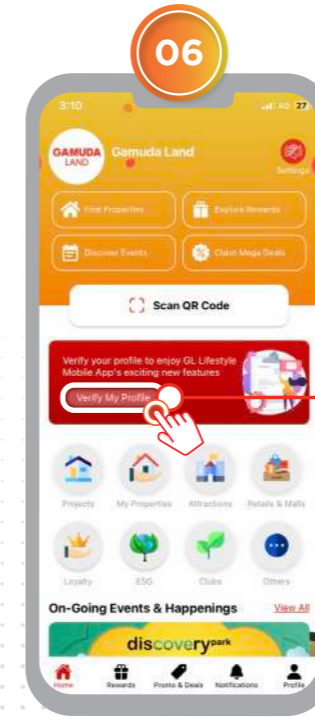 06
3:10
4G 27
GAMUDA
LAND
Gamuda Land
Settings
Find Properties
Explore Rewards
Discover Events
Claim Mega Deals
Scan QR Code
Verify your profile to enjoy GL Lifestyle
Mobile App's exciting new
features
Verify My Profile
Projects
My Properties
Attractions
Retails & Malls
Loyalty
ESG
Clubs
Others
On-Going Events & Happenings
View All
discoverypark
Home
Rewards
Promo & Deals
Notifications
Profile